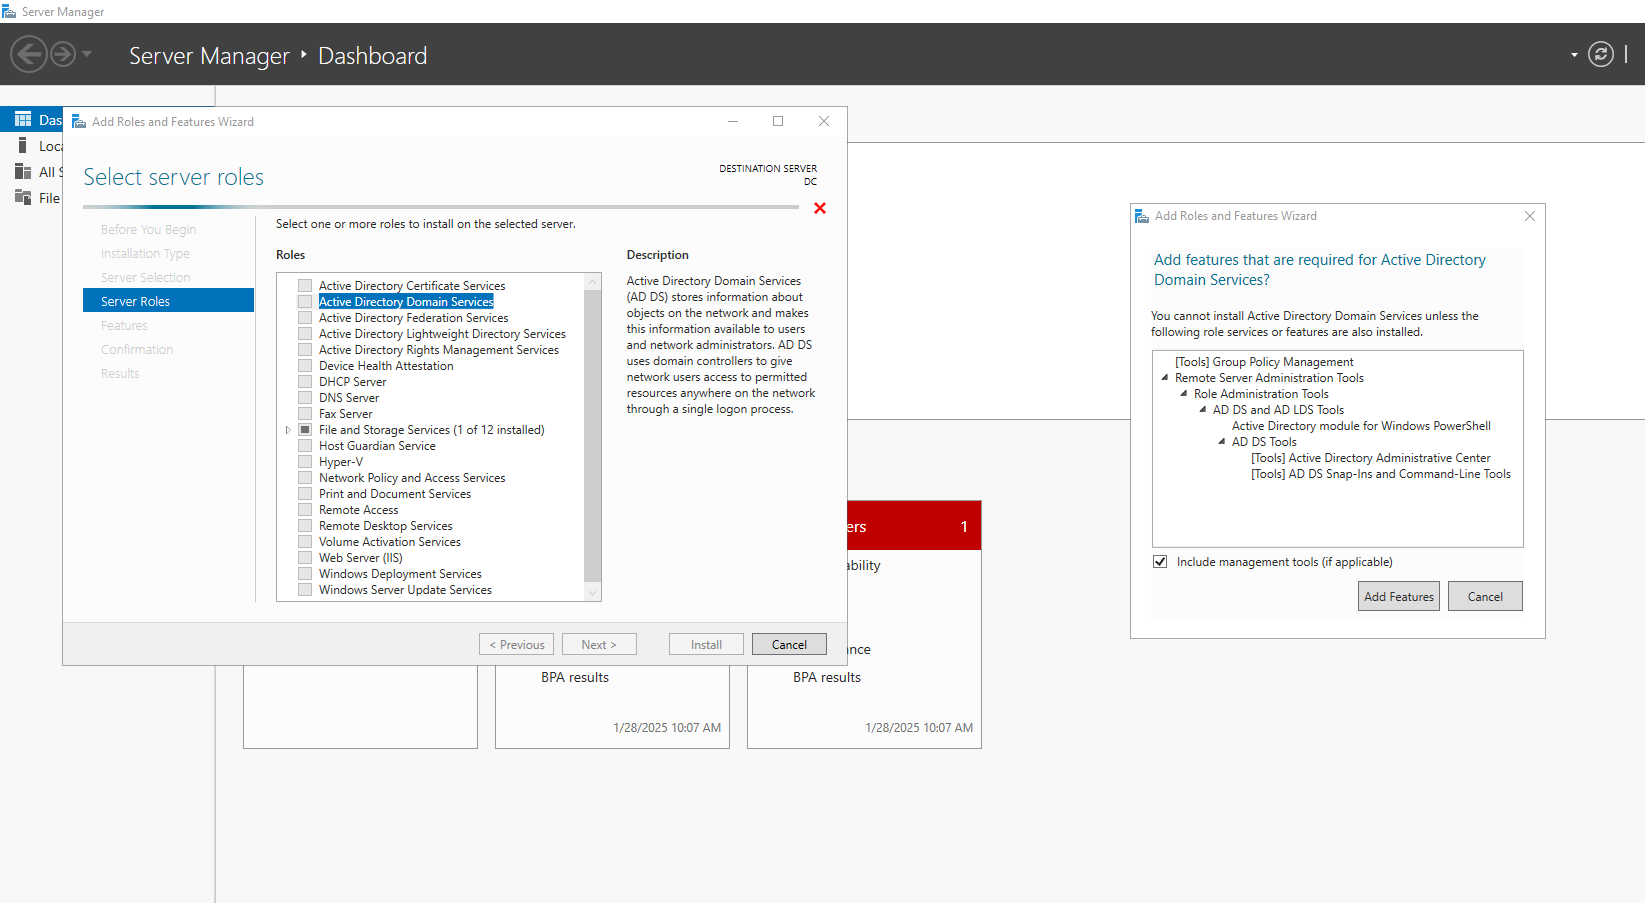 Server Manager
Server Manager ‣ Dashboard
Das
Loca
All S
File
Add Roles and Features Wizard
Select server roles
DESTINATION SERVER
DC
Before You Begin
Installation Type
Server Selection
Server Roles
Features
Confirmation
Results
Select one or more roles to install on the selected server.
Roles
Active Directory Certificate Services
Active Directory Domain Services
Active Directory Federation Services
Active Directory Lightweight Directory Services
Active Directory Rights Management Services
Device Health Attestation
DHCP Server
DNS Server
Fax Server
File and Storage Services (1 of 12 installed)
Host Guardian Service
Hyper-V
Network Policy and Access Services
Print and Document Services
Remote Access
Remote Desktop Services
Volume Activation Services
Web Server (IIS)
Windows Deployment Services
Windows Server Update Services
Description
Active Directory Domain Services
(AD DS) stores information about
objects on the network and makes
this information available to users
and network administrators. AD DS
uses domain controllers to give
network users access to permitted
resources anywhere on the network
through a single logon process.
< Previous
Next >
Install
Cancel
ers 1
ability
nce
BPA results
1/28/2025 10:07 AM
BPA results
1/28/2025 10:07 AM
Add Roles and Features Wizard
Add features that are required for Active Directory
Domain Services?
You cannot install Active Directory Domain Services unless the
following role services or features are also installed.
[Tools] Group Policy Management
Remote Server Administration Tools
Role Administration Tools
AD DS and AD LDS Tools
Active Directory module for Windows PowerShell
AD DS Tools
[Tools] Active Directory Administrative Center
[Tools] AD DS Snap-Ins and Command-Line Tools
Include management tools (if applicable)
Add Features
Cancel